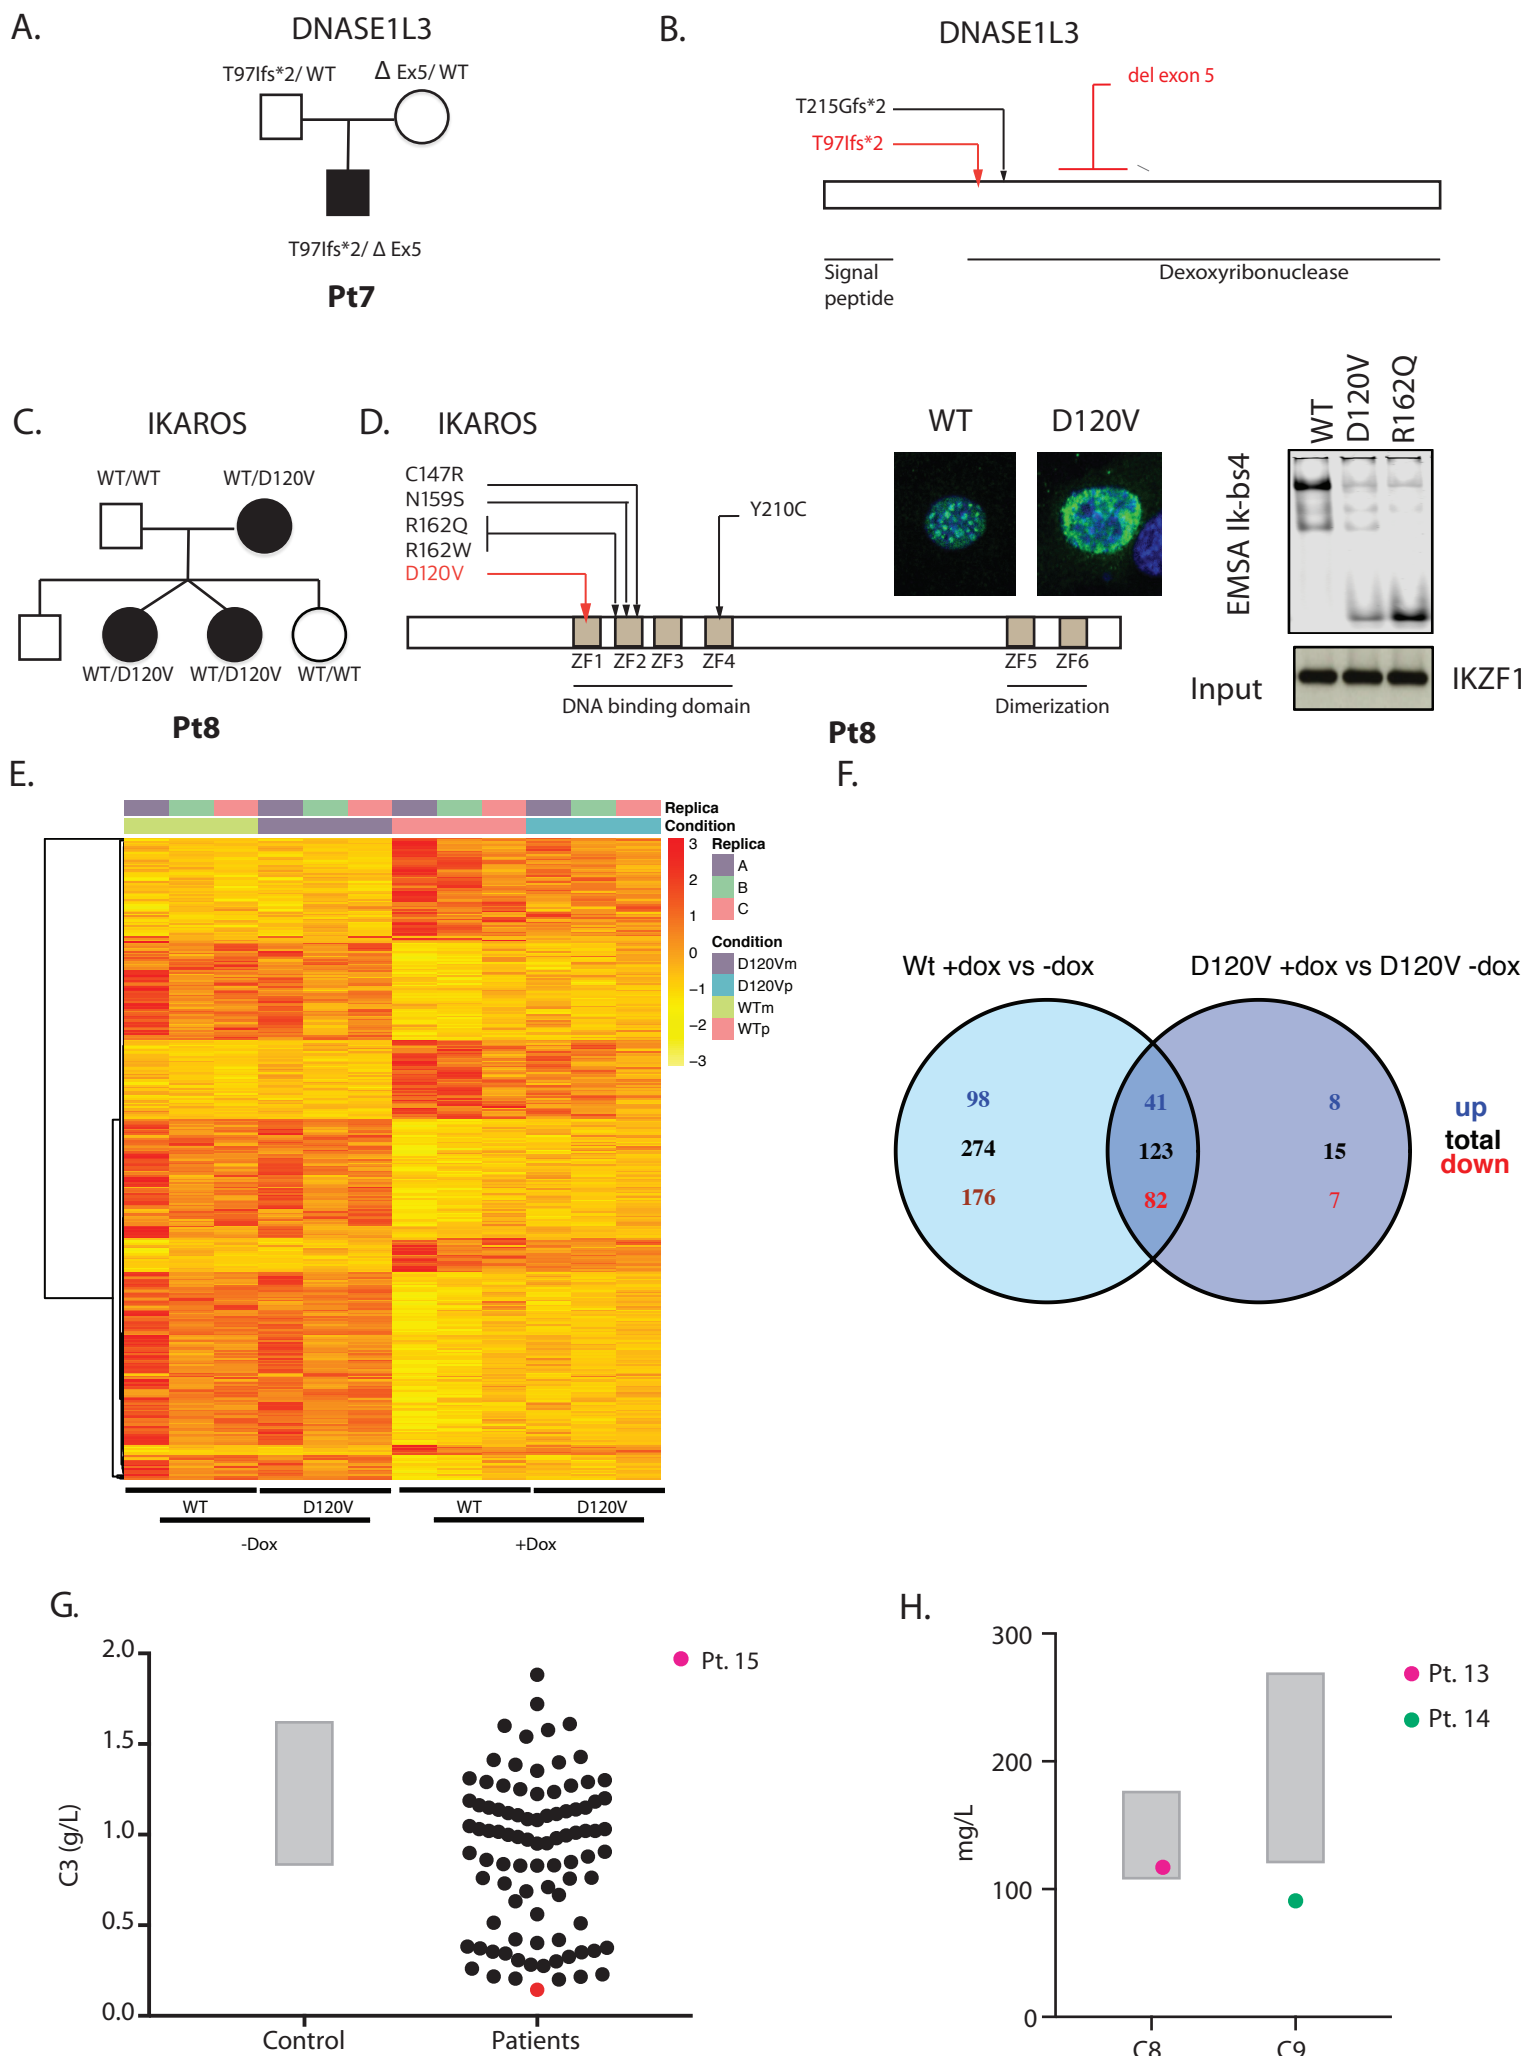 A.
DNASE1L3
T97Ifs*2/ WT
Δ Ex5/ WT
T97Ifs*2/ Δ Ex5
Pt7
B.
DNASE1L3
del exon 5
T215Gfs*2
T97Ifs*2
Signal
peptide
Dexoxyribonuclease
C.
IKAROS
WT/WT
WT/D120V
WT/D120V
WT/D120V
WT/WT
Pt8
D.
IKAROS
C147R
N159S
R162Q
R162W
D120V
Y210C
ZF1
ZF2
ZF3
ZF4
ZF5
ZF6
DNA binding domain
Dimerization
WT
D120V
WT
D120V
R162Q
EMSA Ik-bs4
Input
IKZF1
Pt8
E.
Replica
Condition
3
2
1
0
−1
−2
−3
Replica
A
B
C
Condition
D120Vm
D120Vp
WTm
WTp
WT
D120V
WT
D120V
-Dox
+Dox
F.
Wt +dox vs -dox
D120V +dox vs D120V -dox
98
41
8
up
274
123
15
total
176
82
7
down
G.
2.0
1.5
1.0
0.5
0.0
C3 (g/L)
Control
Patients
Pt. 15
H.
300
200
100
0
mg/L
C8
C9
Pt. 13
Pt. 14